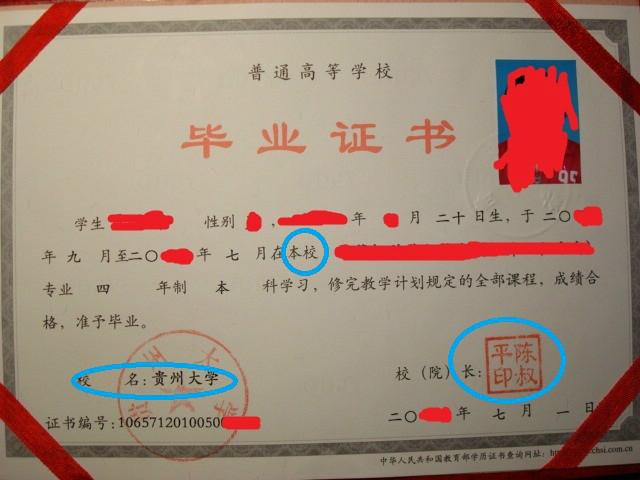 普通高等学校
毕业证书
学生 性别 , 年 月 二十 日生, 于 二〇
年 九 月至二〇 年 七 月在本校
专业 四 年制 本 科学习, 修完教学计划规定的全部课程, 成绩合
格, 准予毕业。
校 名: 貴州大学
校（院）长:
陈叔平印
证书编号: 1065712010050
二〇 年 七 月 一 日
中华人民共和国教育部学历证书查询网址: http
chsi.com.cn